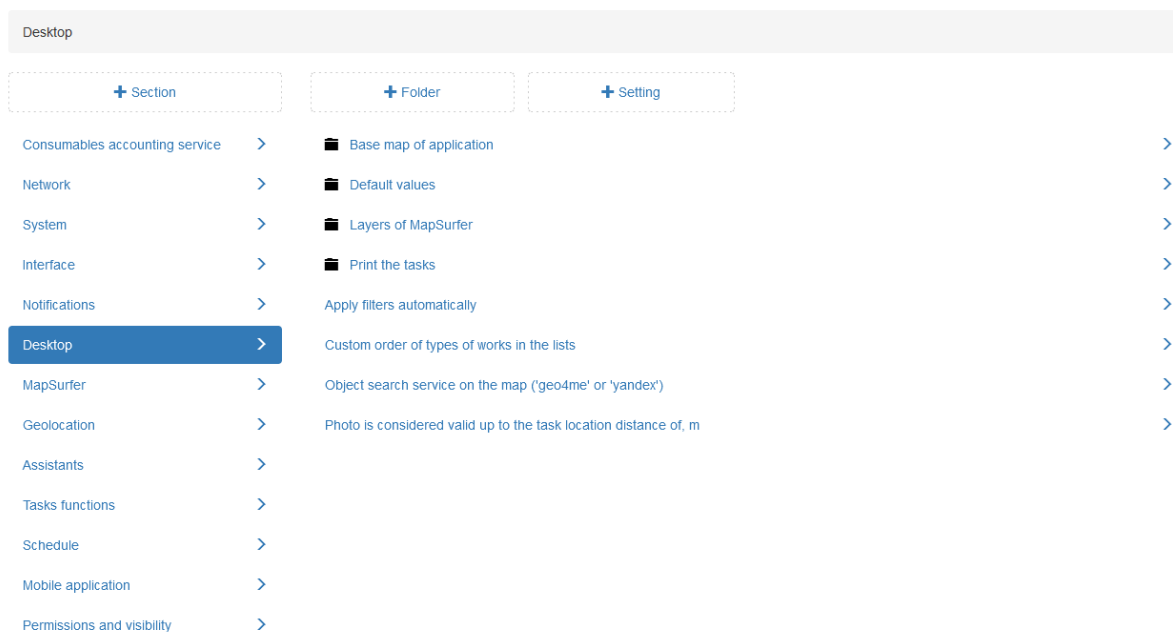 Desktop
+ Section
+ Folder
+ Setting
Consumables accounting service
Network
System
Interface
Notifications
Desktop
MapSurfer
Geolocation
Assistants
Tasks functions
Schedule
Mobile application
Permissions and visibility
Base map of application
Default values
Layers of MapSurfer
Print the tasks
Apply filters automatically
Custom order of types of works in the lists
Object search service on the map ('geo4me' or 'yandex')
Photo is considered valid up to the task location distance of, m